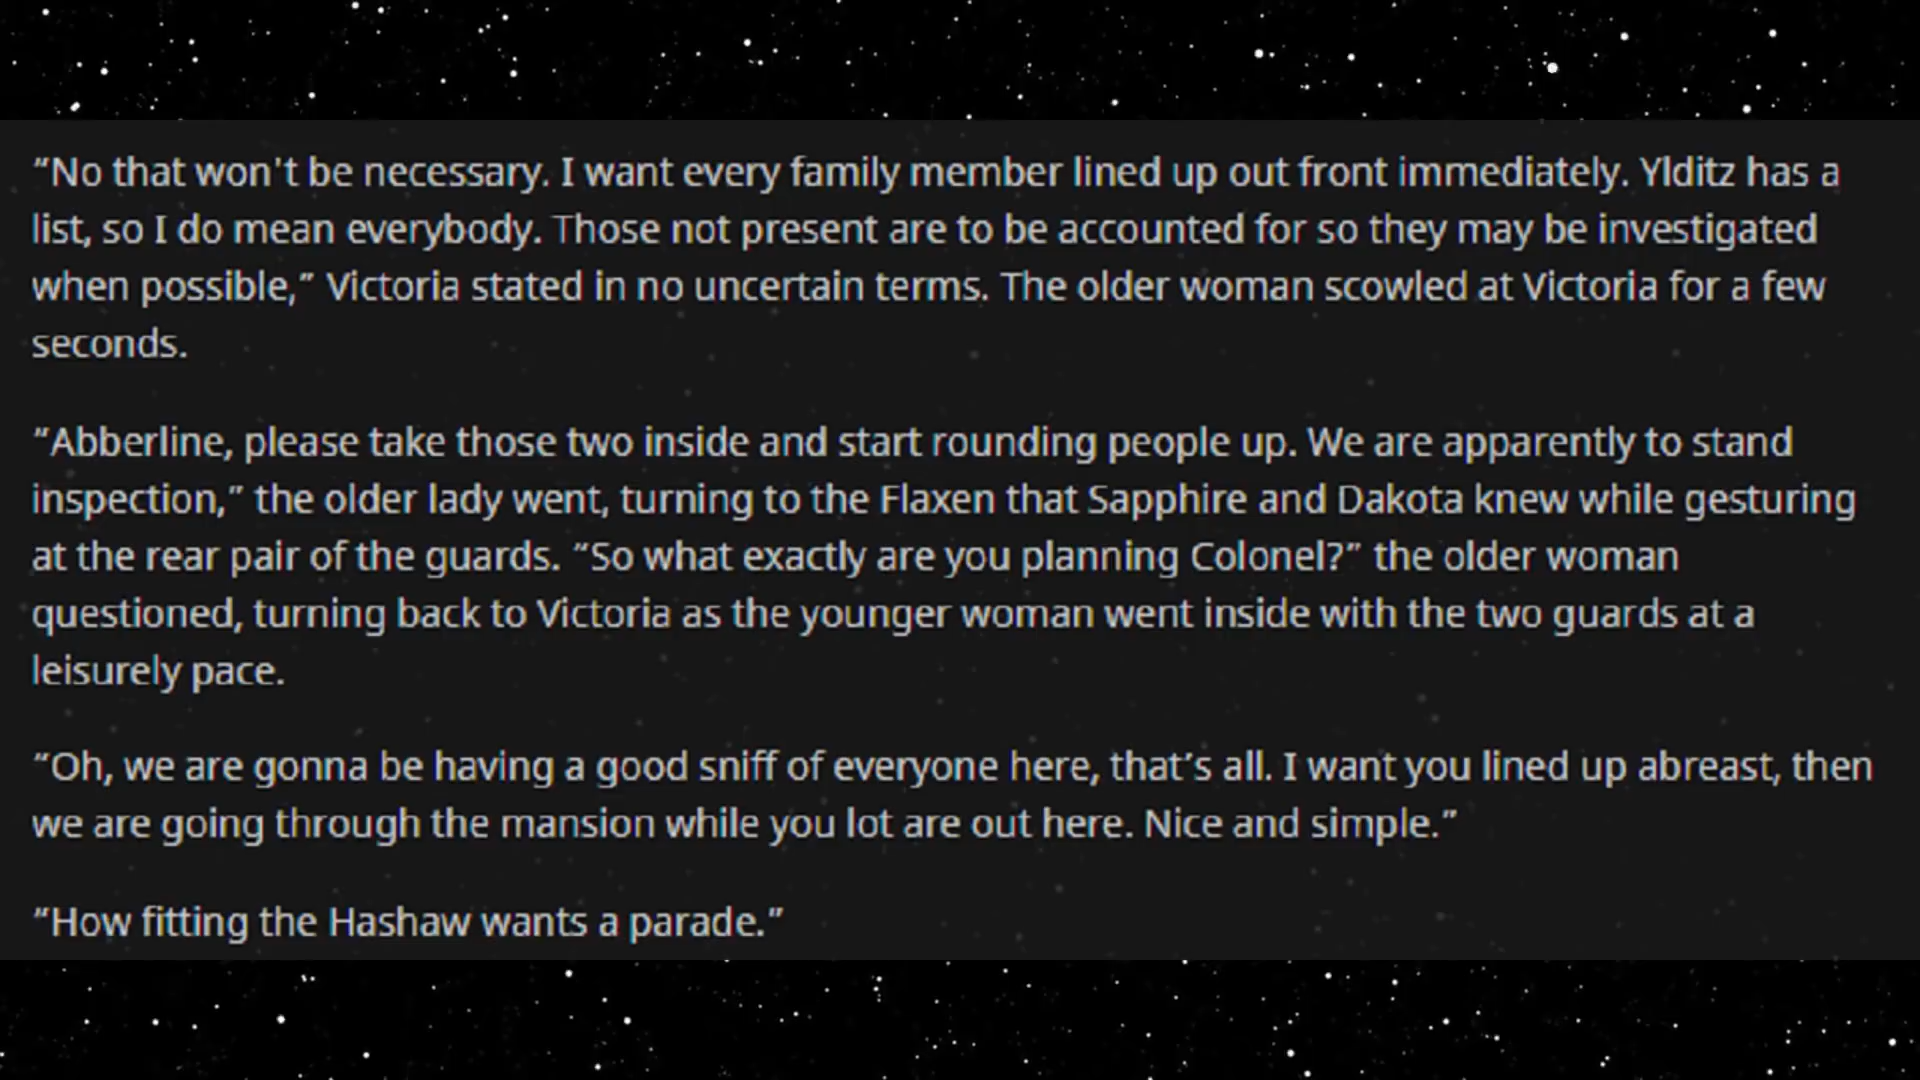 “No that won't be necessary. I want every family member lined up out front immediately. Ylditz has a
list, so I do mean everybody. Those not present are to be accounted for so they may be investigated
when possible,” Victoria stated in no uncertain terms. The older woman scowled at Victoria for a few
seconds.
“Abberline, please take those two inside and start rounding people up. We are apparently to stand
inspection,” the older lady went, turning to the Flaxen that Sapphire and Dakota knew while gesturing
at the rear pair of the guards. “So what exactly are you planning Colonel?” the older woman
questioned, turning back to Victoria as the younger woman went inside with the two guards at a
leisurely pace.
“Oh, we are gonna be having a good sniff of everyone here, that’s all. I want you lined up abreast, then
we are going through the mansion while you lot are out here. Nice and simple.”
“How fitting the Hashaw wants a parade.”